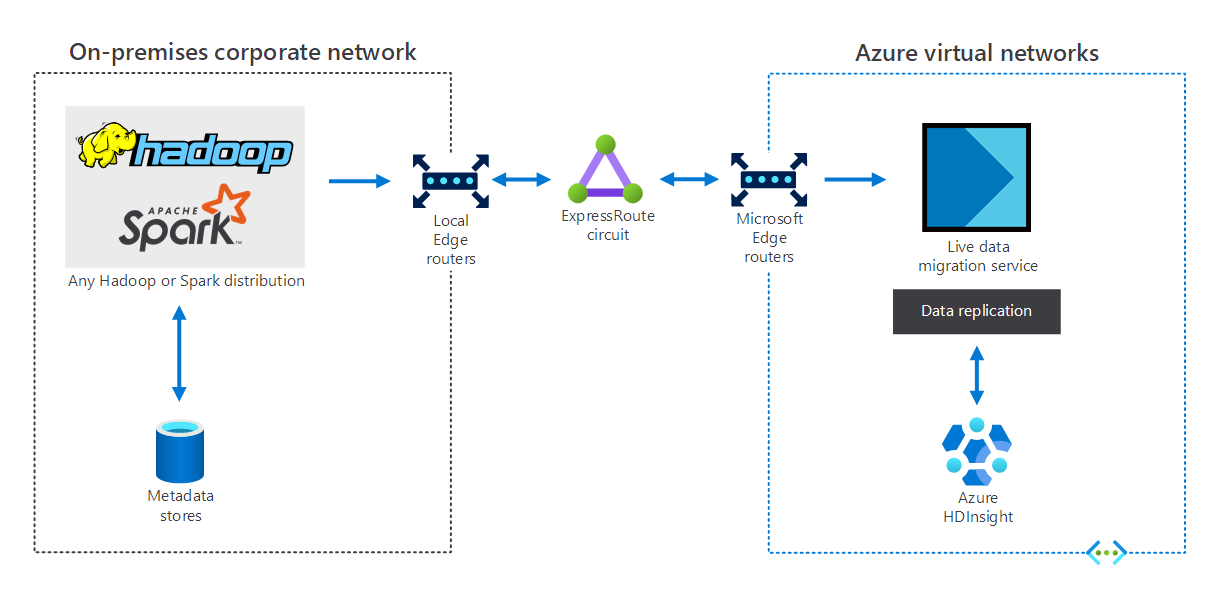 On-premises corporate network
Azure virtual networks
hadoop
APACHE
Spark™
Any Hadoop or Spark distribution
Metadata
stores
Local
Edge
routers
ExpressRoute
circuit
Microsoft
Edge
routers
Live data
migration service
Data replication
Azure
HDInsight